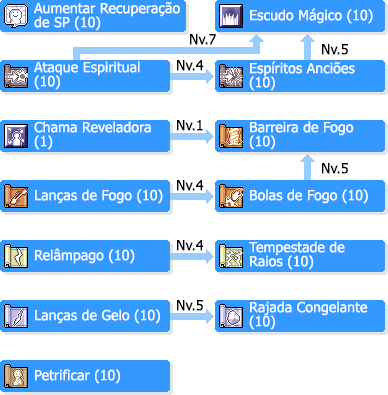 Aumentar Recuperação
de SP (10)
Escudo Mágico (10)
Nv.7
Nv.5
Ataque Espiritual
(10)
Nv.4
Espíritos Anciões
(10)
Chama Reveladora
(1)
Nv.1
Barreira de Fogo
(10)
Nv.5
Lanças de Fogo (10)
Nv.4
Bolas de Fogo (10)
Relâmpago (10)
Nv.4
Tempestade de
Raios (10)
Lanças de Gelo (10)
Nv.5
Rajada Congelante
(10)
Petrificar (10)